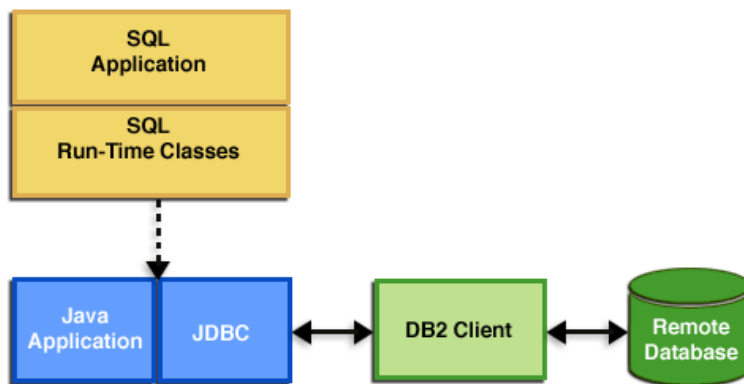 SQL
Application
SQL
Run-Time Classes
Java
Application
JDBC
DB2 Client
Remote
Database